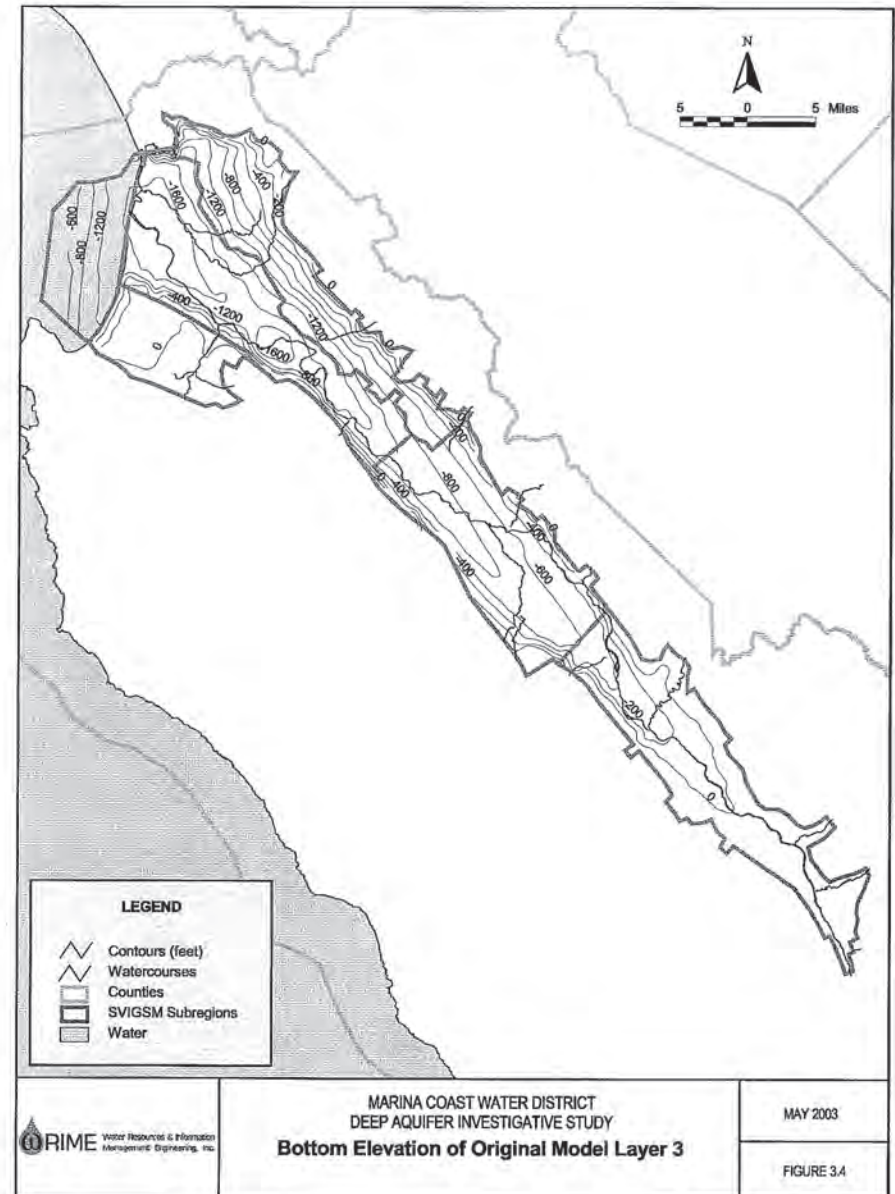 N
5 0 5 Miles
0
-400
-800
-1200
-1600
-200
-600
-800
-1200
0
-400
-1200
-1200
-1600
0
0
-800
0
-800
-400
0
-400
0
-600
-400
-200
0
LEGEND
Contours (feet)
Watercourses
Counties
SVIGSM Subregions
Water
RIME Water Resources & Information
Management Engineering, Inc.
MARINA COAST WATER DISTRICT
DEEP AQUIFER INVESTIGATIVE STUDY
Bottom Elevation of Original Model Layer 3
MAY 2003
FIGURE 3.4